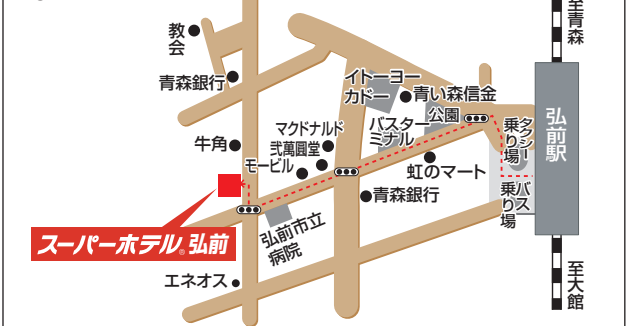 至青森
教会
青森銀行
イトーヨー
カドー
青い森信金
公園
バスター
ミナル
マクドナルド
弐萬圓堂
モービル
牛角
虹のマート
タクシー
乗り場
弘前駅
バス
乗り場
青森銀行
弘前市立
病院
スーパーホテル® 弘前
エネオス
至大館